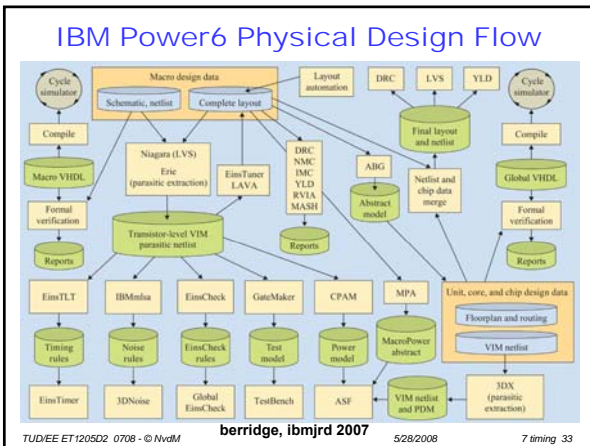 IBM Power6 Physical Design Flow
Cycle
simulator
Macro design data
Schematic, netlist
Complete layout
Layout
automation
DRC
LVS
YLD
Cycle
simulator
Compile
Final layout
and netlist
Compile
Niagara (LVS)
Erie
(parasitic extraction)
EinsTuner
LAVA
DRC
NMC
IMC
YLD
RVIA
MASH
ABG
Netlist and
chip data
merge
Macro VHDL
Global VHDL
Abstract
model
Formal
verification
Formal
verification
Transistor-level VIM
parasitic netlist
Reports
Reports
Reports
Unit, core, and chip design data
Floorplan and routing
VIM netlist
EinsTLT
IBMmlsa
EinsCheck
GateMaker
CPAM
MPA
Timing
rules
Noise
rules
EinsCheck
rules
Test
model
Power
model
MacroPower
abstract
EinsTimer
3DNoise
Global
EinsCheck
TestBench
ASF
VIM netlist
and PDM
3DX
(parasitic
extraction)
berridge, ibmjrd 2007
TUD/EE ET1205D2 0708 - © NvdM
5/28/2008
7 timing 33